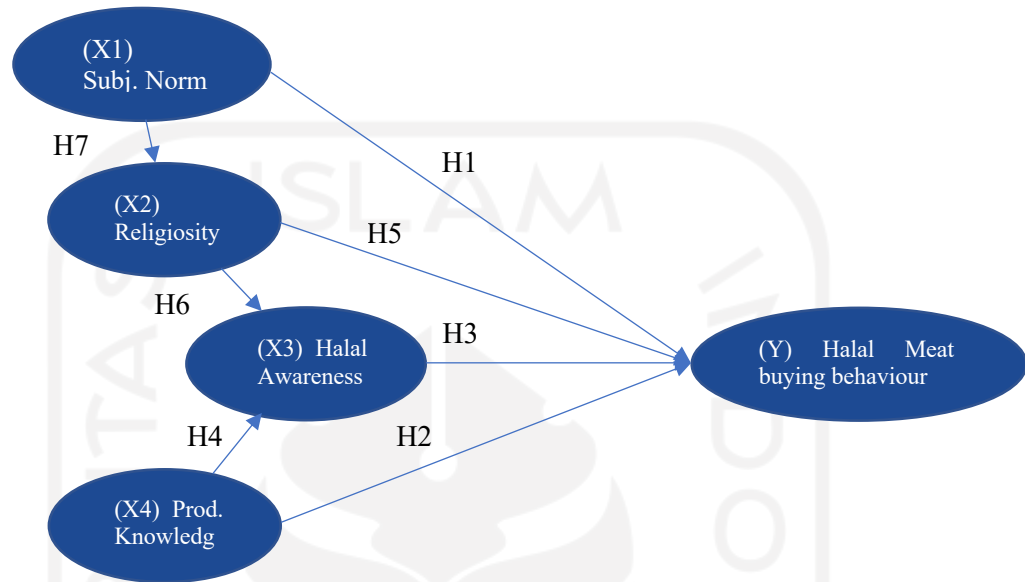 (X1)
Subj. Norm
H7
H1
ISLAM
(X2)
Religiosity
H5
H6
(X3) Halal
Awareness
H3
(Y) Halal Meat
buying behaviour
H4
H2
(X4) Prod.
Knowledg